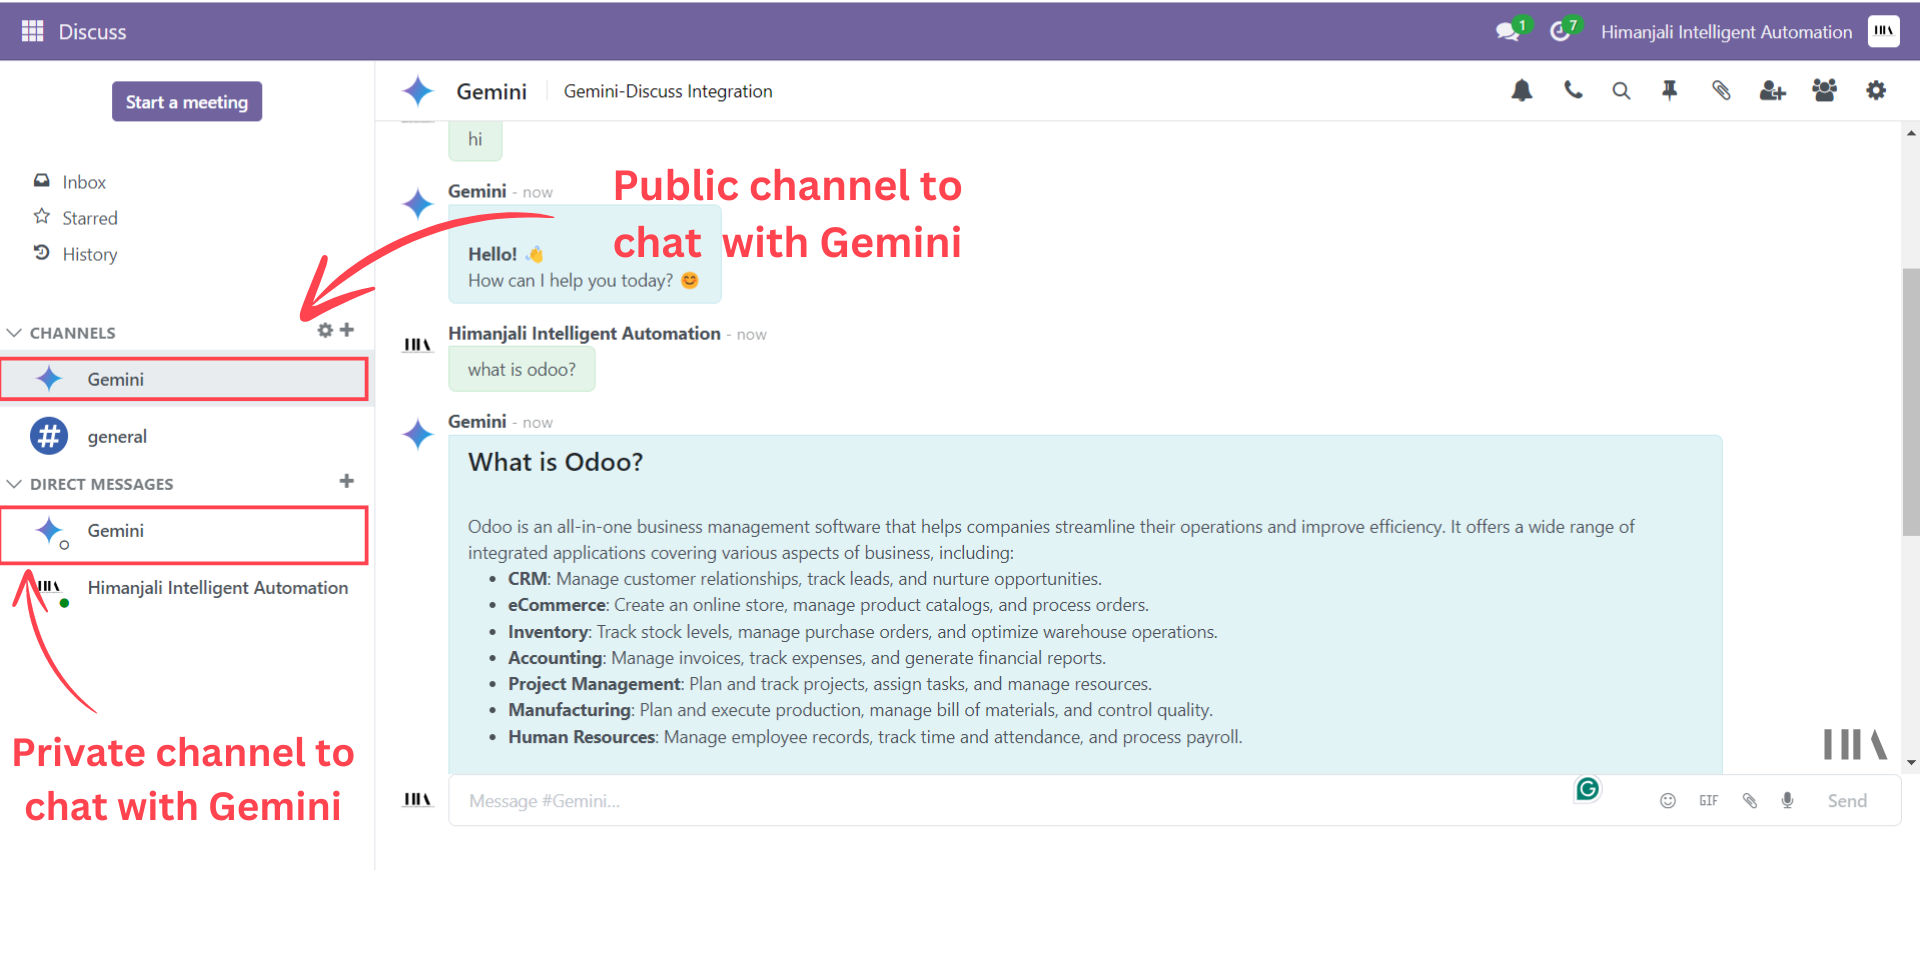 Discuss
1
7
Himanjali Intelligent Automation
Start a meeting
Inbox
Starred
History
CHANNELS
Gemini
general
DIRECT MESSAGES
Gemini
Himanjali Intelligent Automation
Private channel to
chat with Gemini
Gemini
Gemini-Discuss Integration
hi
Gemini - now
Public channel to
chat with Gemini
Hello! 👋
How can I help you today? 😊
Himanjali Intelligent Automation - now
what is odoo?
Gemini - now
What is Odoo?
Odoo is an all-in-one business management software that helps companies streamline their operations and improve efficiency. It offers a wide range of
integrated applications covering various aspects of business, including:
• CRM: Manage customer relationships, track leads, and nurture opportunities.
• eCommerce: Create an online store, manage product catalogs, and process orders.
• Inventory: Track stock levels, manage purchase orders, and optimize warehouse operations.
• Accounting: Manage invoices, track expenses, and generate financial reports.
• Project Management: Plan and track projects, assign tasks, and manage resources.
• Manufacturing: Plan and execute production, manage bill of materials, and control quality.
• Human Resources: Manage employee records, track time and attendance, and process payroll.
Message #Gemini...
GIF
Send